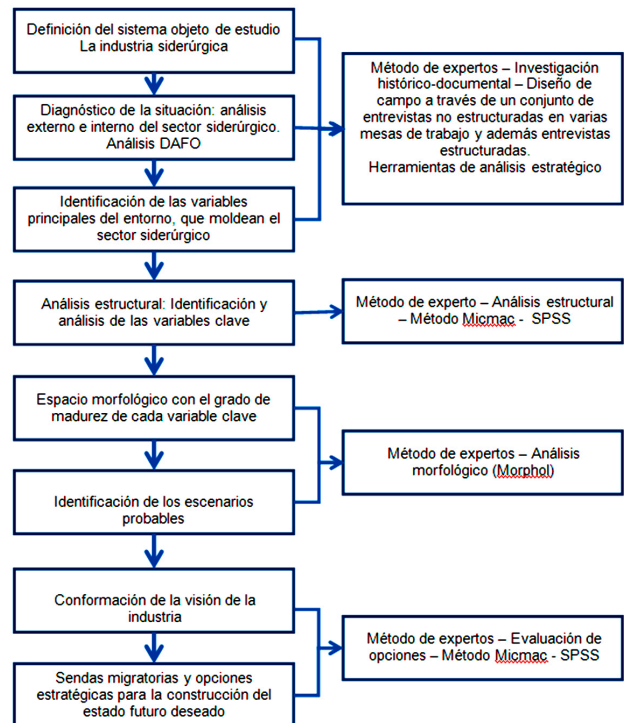 Definición del sistema objeto de estudio
La industria siderúrgica
Diagnóstico de la situación: análisis
externo e interno del sector siderúrgico.
Análisis DAFO
Identificación de las variables
principales del entorno, que moldean el
sector siderúrgico
Método de expertos – Investigación
histórico-documental – Diseño de
campo a través de un conjunto de
entrevistas no estructuradas en varias
mesas de trabajo y además entrevistas
estructuradas.
Herramientas de análisis estratégico
Análisis estructural: Identificación y
análisis de las variables clave
Método de experto – Análisis estructural
– Método Micmac - SPSS
Espacio morfológico con el grado de
madurez de cada variable clave
Identificación de los escenarios
probables
Método de expertos – Análisis
morfológico (Morphol)
Conformación de la visión de la
industria
Sendas migratorias y opciones
estratégicas para la construcción del
estado futuro deseado
Método de expertos – Evaluación de
opciones – Método Micmac - SPSS